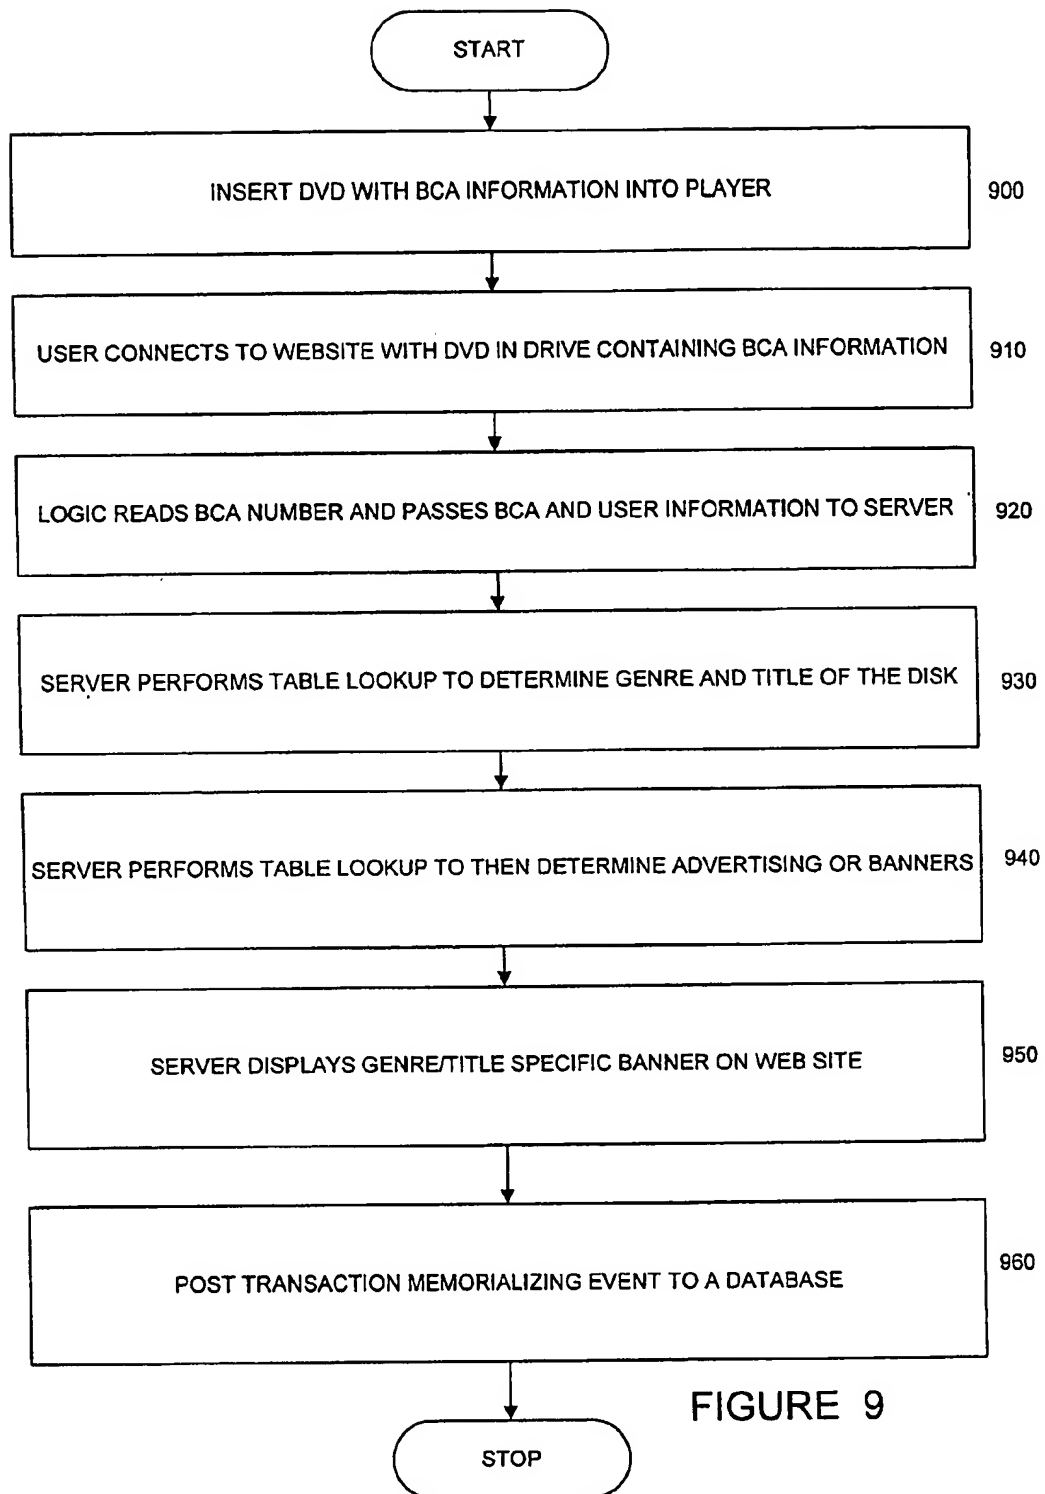 START
INSERT DVD WITH BCA INFORMATION INTO PLAYER
900
USER CONNECTS TO WEBSITE WITH DVD IN DRIVE CONTAINING BCA INFORMATION
910
LOGIC READS BCA NUMBER AND PASSES BCA AND USER INFORMATION TO SERVER
920
SERVER PERFORMS TABLE LOOKUP TO DETERMINE GENRE AND TITLE OF THE DISK
930
SERVER PERFORMS TABLE LOOKUP TO THEN DETERMINE ADVERTISING OR BANNERS
940
SERVER DISPLAYS GENRE/TITLE SPECIFIC BANNER ON WEB SITE
950
POST TRANSACTION MEMORIALIZING EVENT TO A DATABASE
960
FIGURE 9
STOP